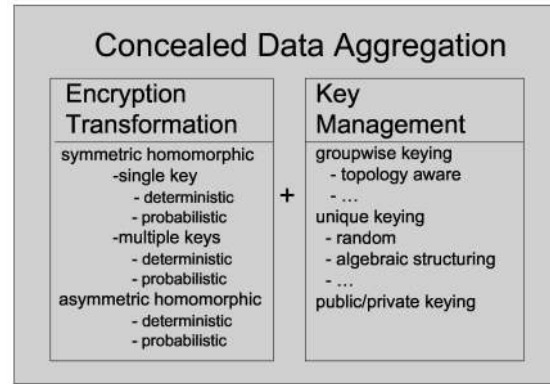 Concealed Data Aggregation
Encryption
Transformation
symmetric homomorphic
-single key
- deterministic
- probabilistic
-multiple keys
- deterministic
- probabilistic
asymmetric homomorphic
- deterministic
- probabilistic
+
Key
Management
groupwise keying
- topology aware
- ...
unique keying
- random
- algebraic structuring
- ...
public/private keying